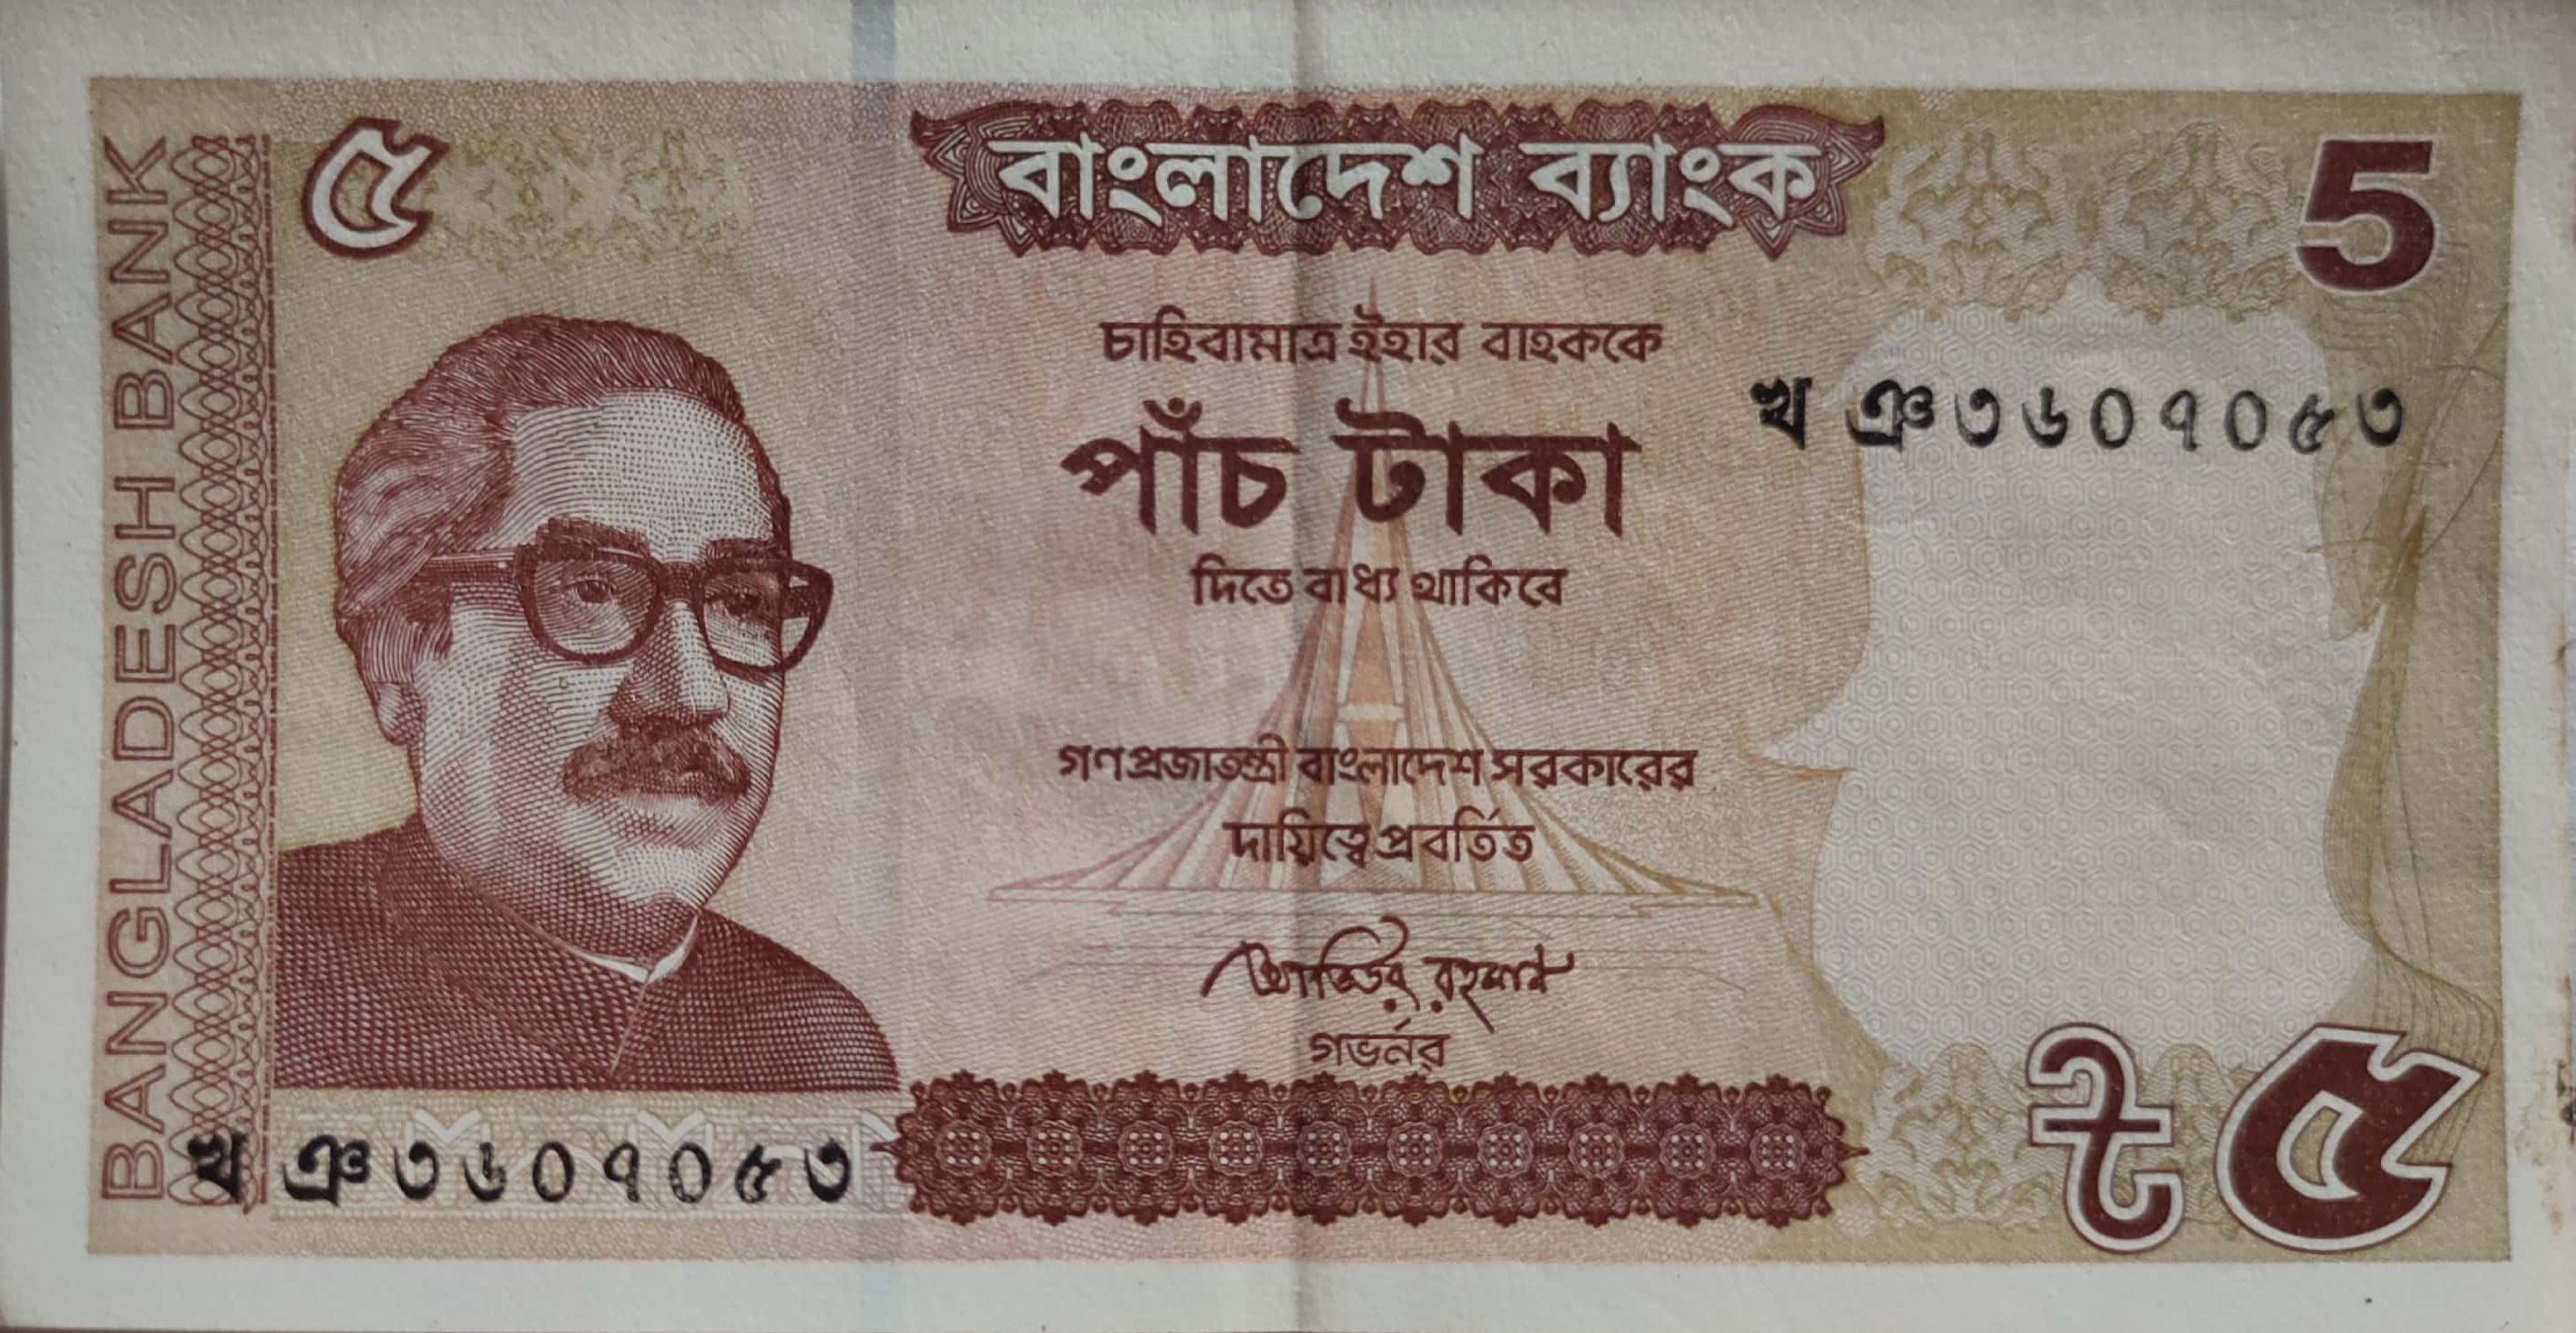 BANGLADESH BANK
৫
বাংলাদেশ ব্যাংক
5
চাহিবামাত্র ইহার বাহককে
খ ঞ ৩৬০৭০৫৩
পাঁচ টাকা
দিতে বাধ্য থাকিবে
গণপ্রজাতন্ত্রী বাংলাদেশ সরকারের
দায়িত্বে প্রবর্তিত
আতিউর রহমান
গভর্নর
খ ঞ ৩৬০৭০৫৩
৳ ৫